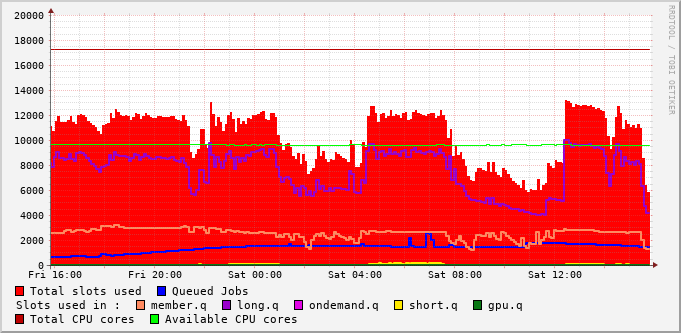 20000
18000
16000
14000
12000
10000
8000
6000
4000
2000
0
Fri 16:00 Fri 20:00 Sat 00:00 Sat 04:00 Sat 08:00 Sat 12:00
Total slots used Queued Jobs
Slots used in : member.q long.q ondemand.q short.q gpu.q
Total CPU cores Available CPU cores
RRDTOOL / TOBI OETIKER